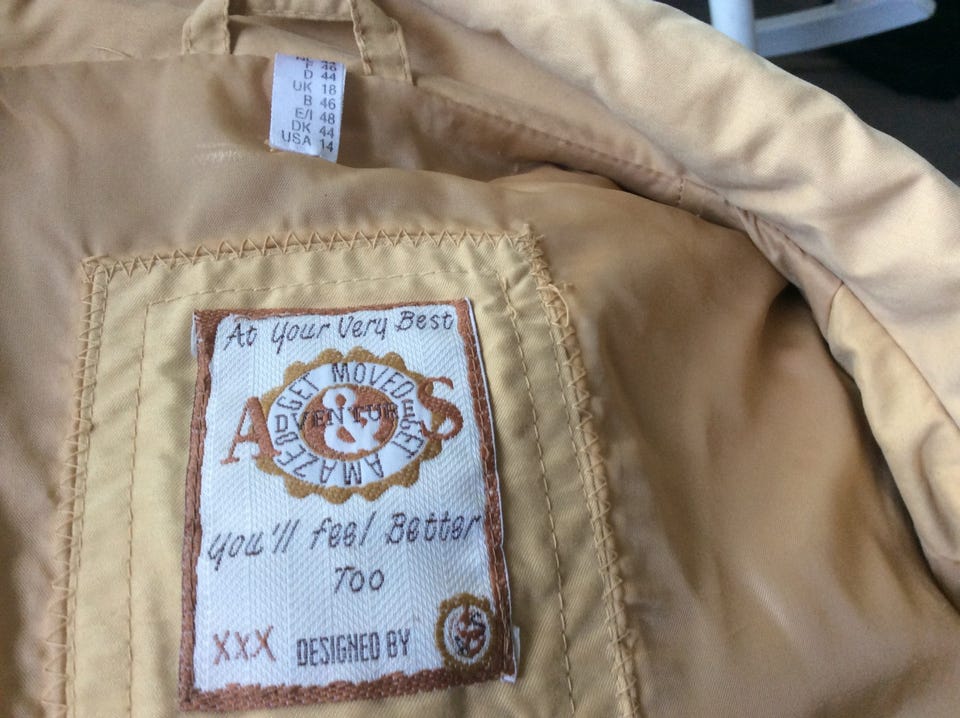 F 46
D 44
UK 18
B 46
E/I 48
DK 44
USA 14
At Your Very Best
GET MOVED
A & S
ADVENTURE
GET AMAZED
You'll feel Better
Too
XXX DESIGNED BY